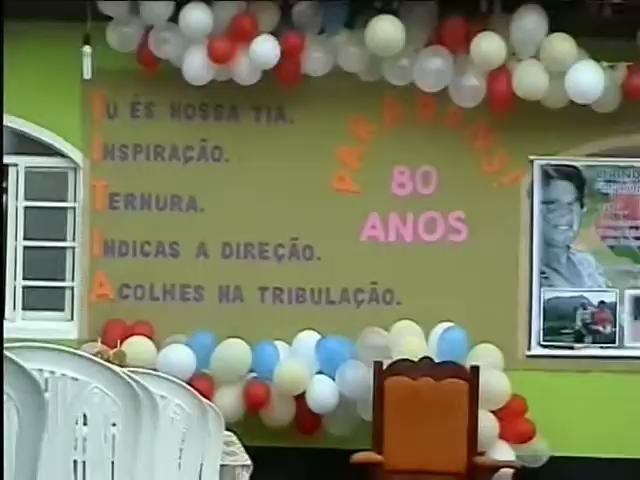 TU ÉS NOSSA TIA.
INSPIRAÇÃO.
TERNURA.
INDICAS A DIREÇÃO.
ACOLHES NA TRIBULAÇÃO.
PARABÉNS!
80
ANOS